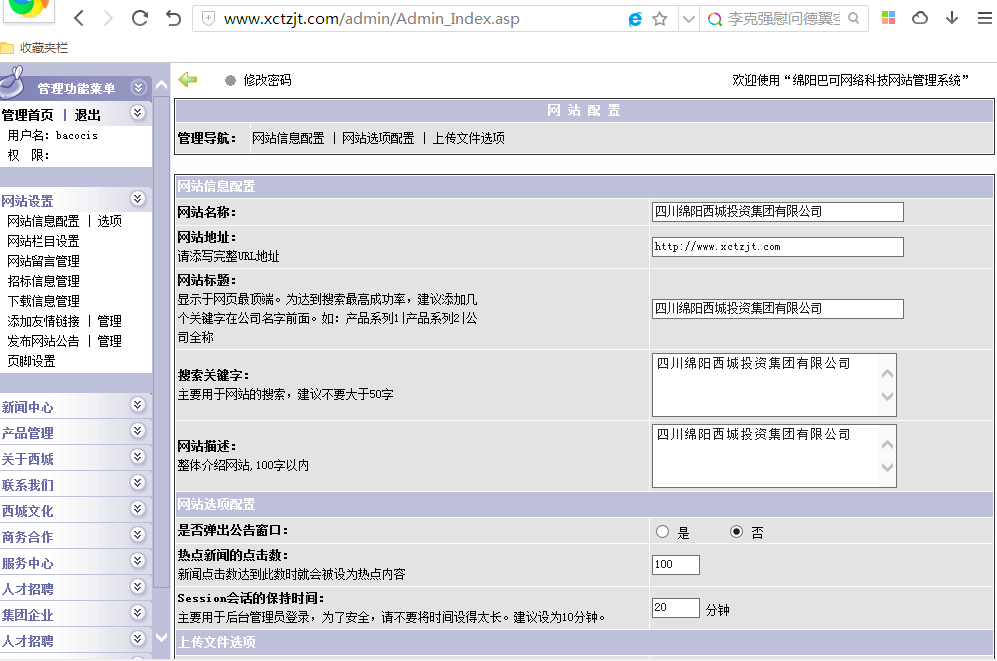 www.xctzjt.com/admin/Admin_Index.asp
李克强慰问德翼空
收藏夹栏
管理功能菜单
管理首页 | 退出
用户名: bacocis
权 限:
网站设置
网站信息配置 | 选项
网站栏目设置
网站留言管理
招标信息管理
下载信息管理
添加友情链接 | 管理
发布网站公告 | 管理
页脚设置
新闻中心
产品管理
关于西城
联系我们
西城文化
商务合作
服务中心
人才招聘
集团企业
人才招聘
修改密码
欢迎使用“绵阳巴可网络科技网站管理系统”
网 站 配 置
管理导航: 网站信息配置 | 网站选项配置 | 上传文件选项
网站信息配置
网站名称: 四川绵阳西城投资集团有限公司
网站地址: http://www.xctzjt.com
请添写完整URL地址
网站标题: 四川绵阳西城投资集团有限公司
显示于网页最顶端。为达到搜索最高成功率，建议添加几
个关键字在公司名字前面。如: 产品系列1|产品系列2|公
司全称
搜索关键字: 四川绵阳西城投资集团有限公司
主要用于网站的搜索，建议不要大于50字
网站描述: 四川绵阳西城投资集团有限公司
整体介绍网站,100字以内
网站选项配置
是否弹出公告窗口: 是 否
热点新闻的点击数: 100
新闻点击数达到此数时就会被设为热点内容
Session会话的保持时间: 20 分钟
主要用于后台管理员登录，为了安全，请不要将时间设得太长。建议设为10分钟。
上传文件选项